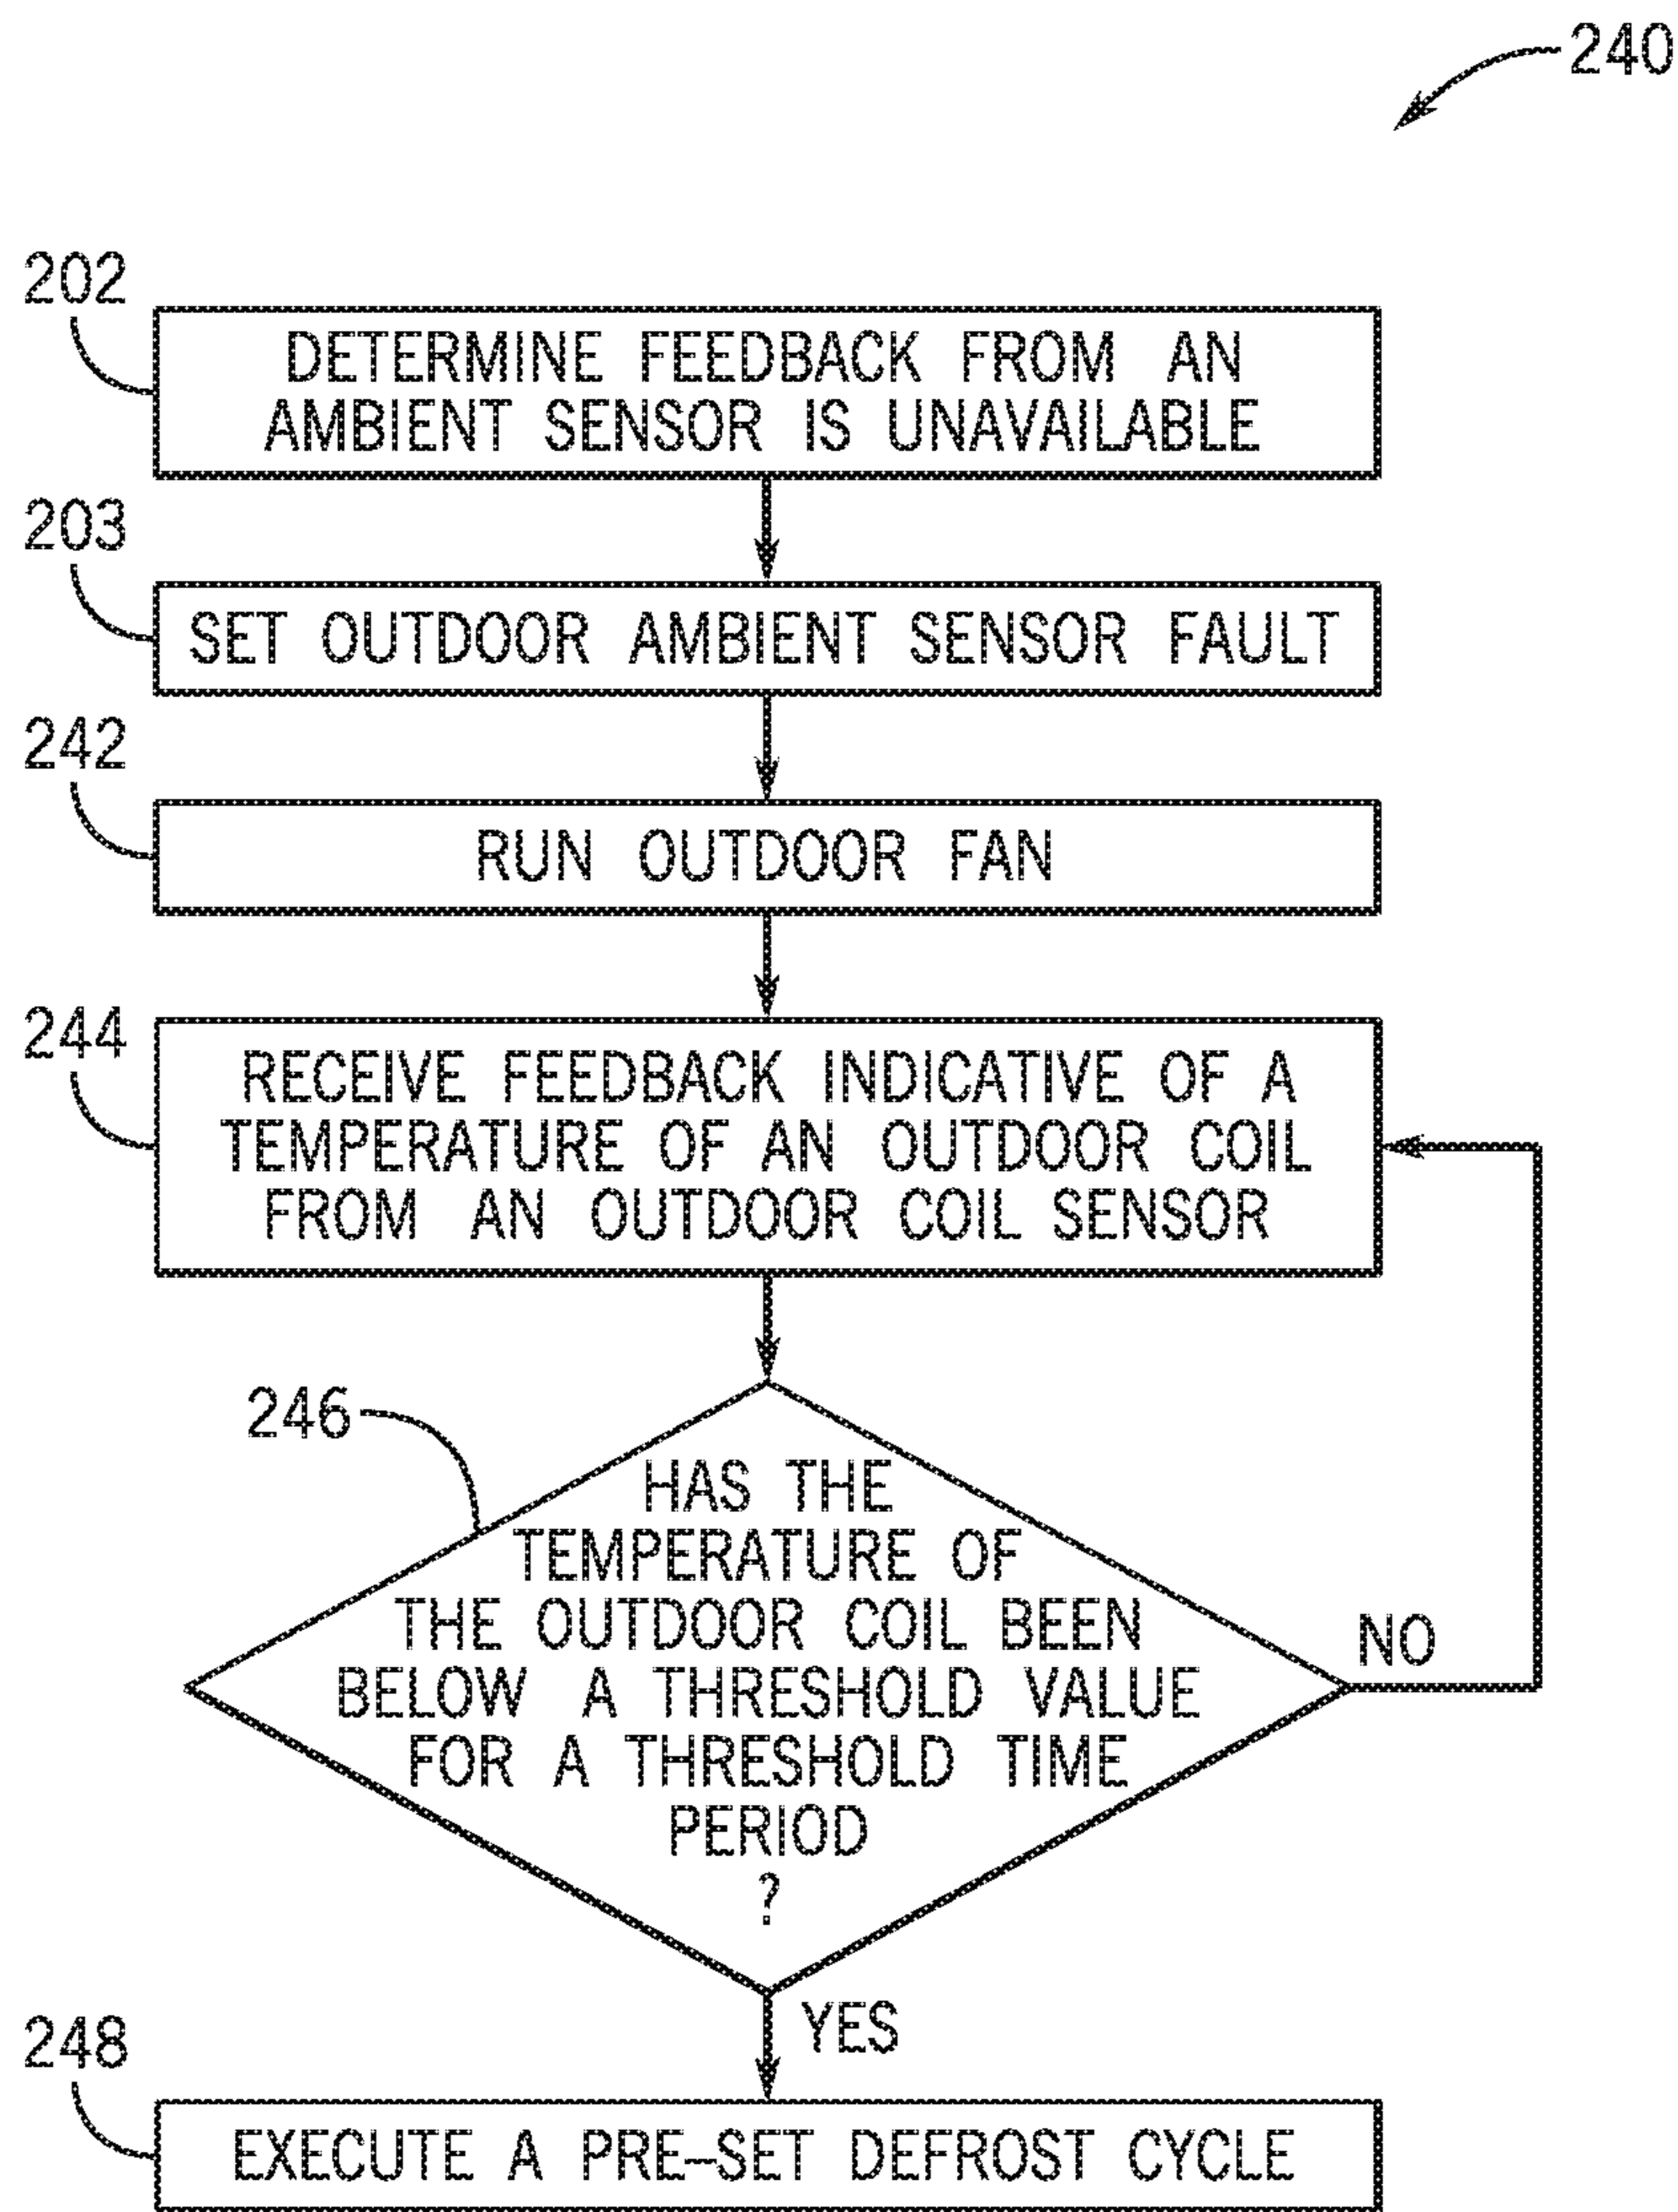 240
202
DETERMINE FEEDBACK FROM AN
AMBIENT SENSOR IS UNAVAILABLE
203
SET OUTDOOR AMBIENT SENSOR FAULT
242
RUN OUTDOOR FAN
244
RECEIVE FEEDBACK INDICATIVE OF A
TEMPERATURE OF AN OUTDOOR COIL
FROM AN OUTDOOR COIL SENSOR
246
HAS THE
TEMPERATURE OF
THE OUTDOOR COIL BEEN
BELOW A THRESHOLD VALUE
FOR A THRESHOLD TIME
PERIOD
?
NO
YES
248
EXECUTE A PRE-SET DEFROST CYCLE